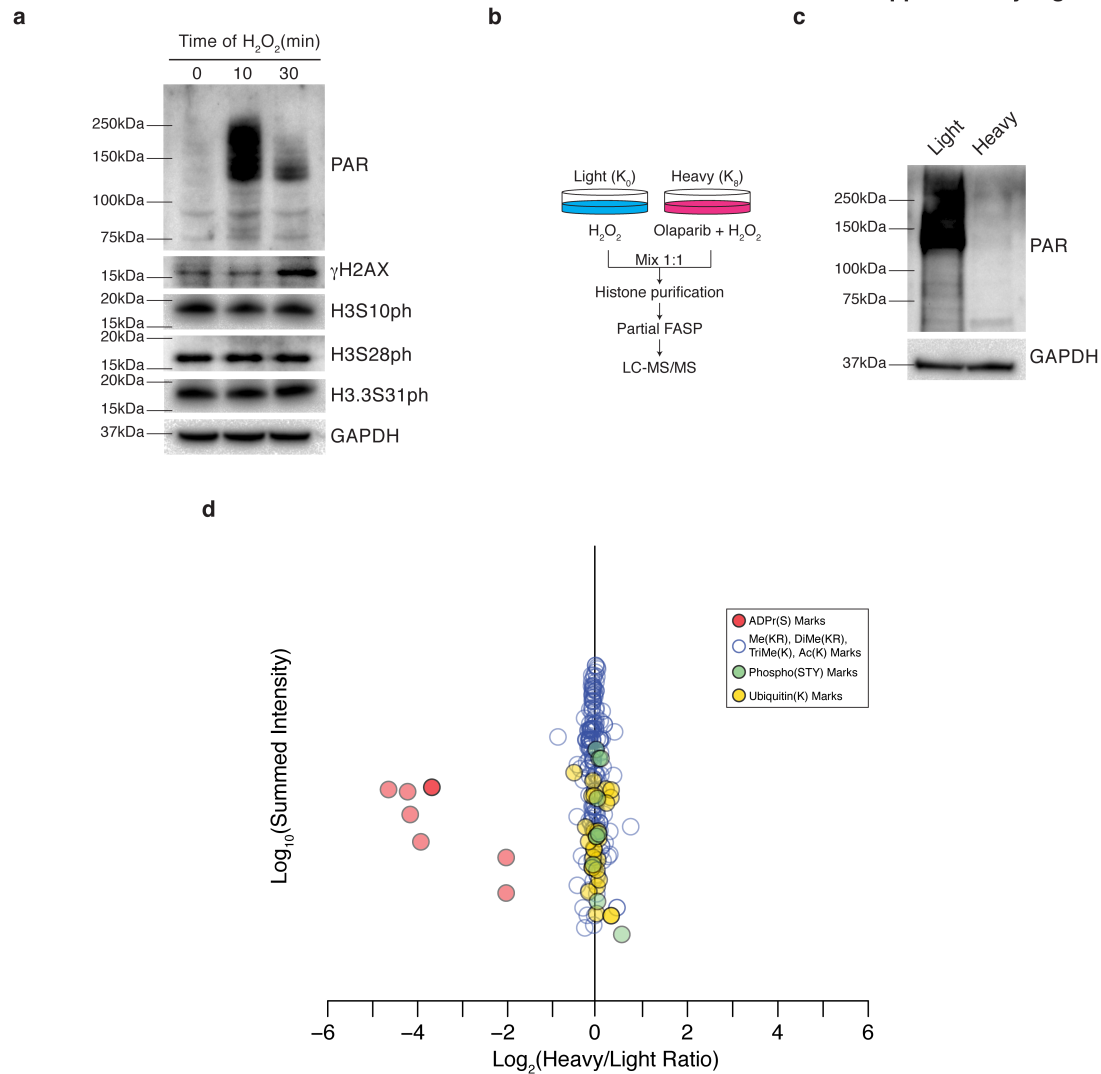 a
Time of H2O2(min)
0 10 30
250kDa
150kDa
100kDa
75kDa
PAR
15kDa
γH2AX
20kDa
15kDa
H3S10ph
20kDa
15kDa
H3S28ph
20kDa
15kDa
H3.3S31ph
37kDa
GAPDH
b
Light (K0) Heavy (K8)
H2O2 Olaparib + H2O2
Mix 1:1
Histone purification
Partial FASP
LC-MS/MS
c
Light Heavy
250kDa
150kDa
100kDa
75kDa
PAR
37kDa
GAPDH
d
ADPr(S) Marks
Me(KR), DiMe(KR),
TriMe(K), Ac(K) Marks
Phospho(STY) Marks
Ubiquitin(K) Marks
Log10(Summed Intensity)
−6 −4 −2 0 2 4 6
Log2(Heavy/Light Ratio)